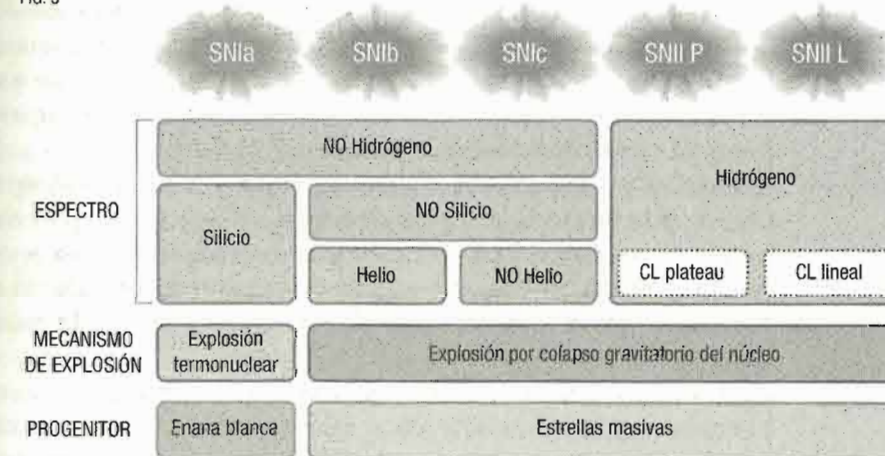 SNIa SNIb SNIc SNII P SNII L
NO Hidrógeno
Hidrógeno
ESPECTRO
Silicio
NO Silicio
Helio
NO Helio
CL plateau
CL lineal
MECANISMO
DE EXPLOSIÓN
Explosión
termonuclear
Explosión por colapso gravitatorio del núcleo
PROGENITOR
Enana blanca
Estrellas masivas